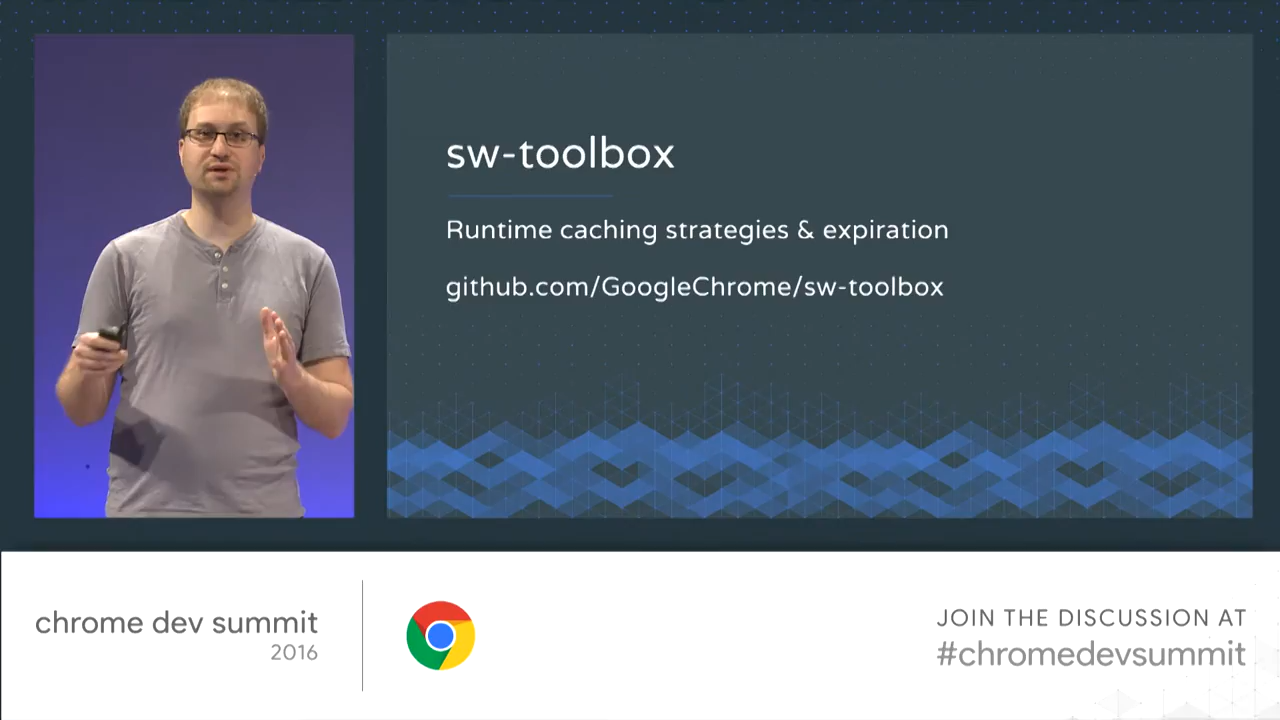 sw-toolbox
Runtime caching strategies & expiration
github.com/GoogleChrome/sw-toolbox
chrome dev summit
2016
JOIN THE DISCUSSION AT
#chromedevsummit